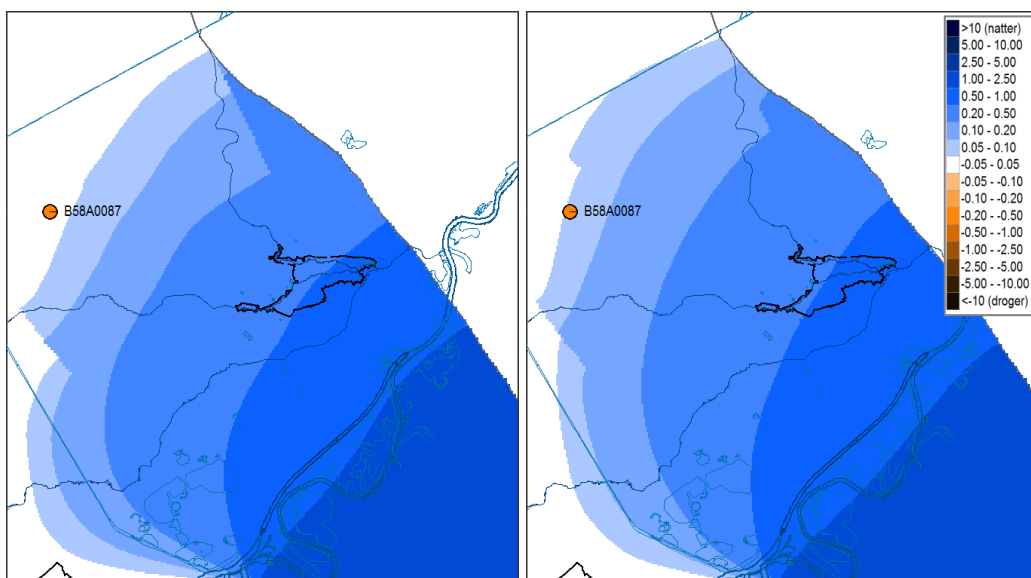 B58A0087
B58A0087
>10 (natter)
5.00 - 10.00
2.50 - 5.00
1.00 - 2.50
0.50 - 1.00
0.20 - 0.50
0.10 - 0.20
0.05 - 0.10
-0.05 - 0.05
-0.05 - -0.10
-0.10 - -0.20
-0.20 - -0.50
-0.50 - -1.00
-1.00 - -2.50
-2.50 - -5.00
-5.00 - -10.00
<-10 (droger)